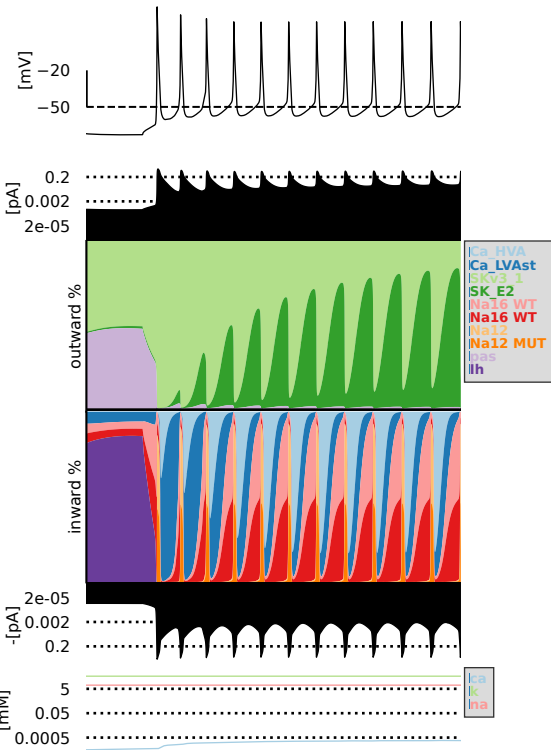 [mV]
−20
−50
[pA]
0.2
0.002
2e-05
outward %
Ca_HVA
Ca_LVAst
SKv3_1
SK_E2
Na16 WT
Na16 WT
Na12
Na12 MUT
pas
Ih
inward %
-[pA]
2e-05
0.002
0.2
[mM]
5
0.05
0.0005
ca
k
na